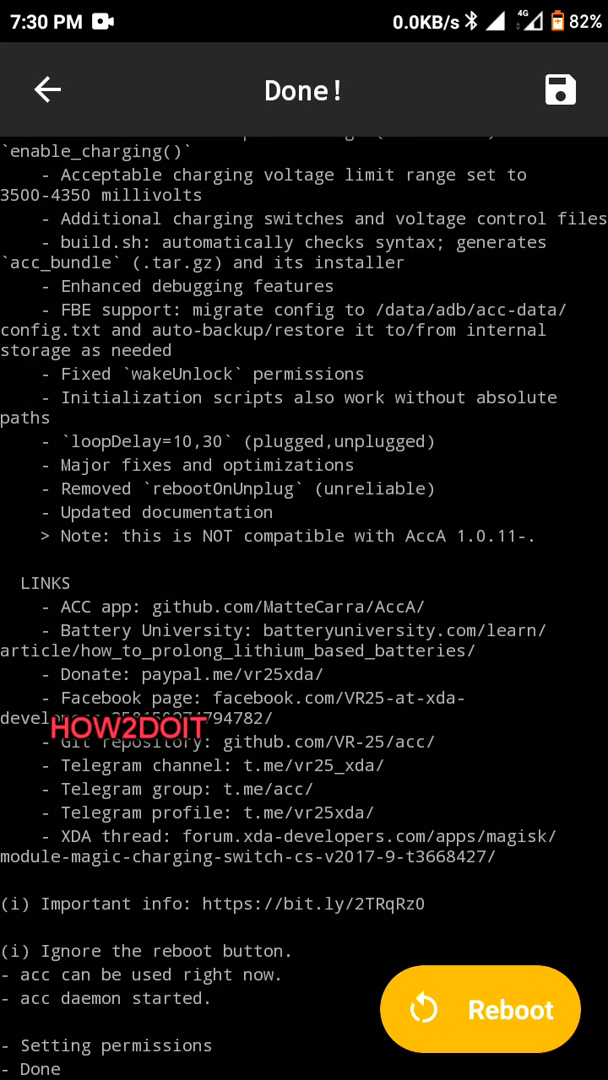 7:30 PM 0.0KB/s 4G 82%
Done!
`enable_charging()`
- Acceptable charging voltage limit range set to
3500-4350 millivolts
- Additional charging switches and voltage control files
- build.sh: automatically checks syntax; generates
`acc_bundle` (.tar.gz) and its installer
- Enhanced debugging features
- FBE support: migrate config to /data/adb/acc-data/
config.txt and auto-backup/restore it to/from internal
storage as needed
- Fixed `wakeUnlock` permissions
- Initialization scripts also work without absolute
paths
- `loopDelay=10,30` (plugged,unplugged)
- Major fixes and optimizations
- Removed `rebootOnUnplug` (unreliable)
- Updated documentation
> Note: this is NOT compatible with AccA 1.0.11-.
LINKS
- ACC app: github.com/MatteCarra/AccA/
- Battery University: batteryuniversity.com/learn/
article/how_to_prolong_lithium_based_batteries/
- Donate: paypal.me/vr25xda/
- Facebook page: facebook.com/VR25-at-xda-
HOW2DOIT
- Git repository: github.com/VR-25/acc/
- Telegram channel: t.me/vr25_xda/
- Telegram group: t.me/acc/
- Telegram profile: t.me/vr25xda/
- XDA thread: forum.xda-developers.com/apps/magisk/
module-magic-charging-switch-cs-v2017-9-t3668427/
(i) Important info: https://bit.ly/2TRqRz0
(i) Ignore the reboot button.
- acc can be used right now.
- acc daemon started.
Reboot
- Setting permissions
- Done